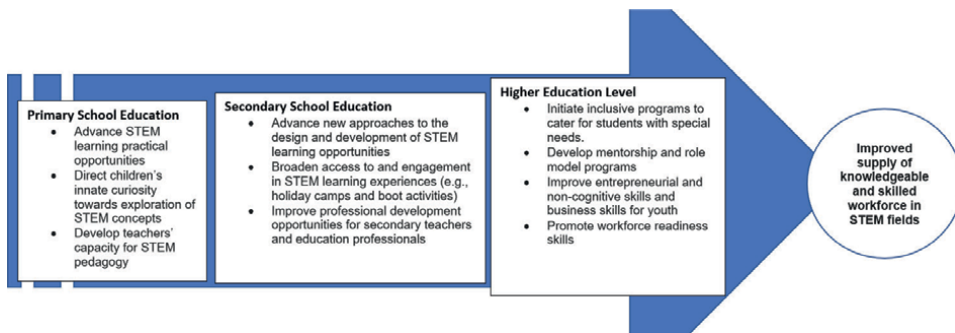 Primary School Education
• Advance STEM
learning practical
opportunities
• Direct children's
innate curiosity
towards exploration of
STEM concepts
• Develop teachers'
capacity for STEM
pedagogy
Secondary School Education
• Advance new approaches to the
design and development of STEM
learning opportunities
• Broaden access to and engagement
in STEM learning experiences (e.g.,
holiday camps and boot activities)
• Improve professional development
opportunities for secondary teachers
and education professionals
Higher Education Level
• Initiate inclusive programs to
cater for students with special
needs.
• Develop mentorship and role
model programs
• Improve entrepreneurial and
non-cognitive skills and
business skills for youth
• Promote workforce readiness
skills
Improved
supply of
knowledgeable
and skilled
workforce in
STEM fields